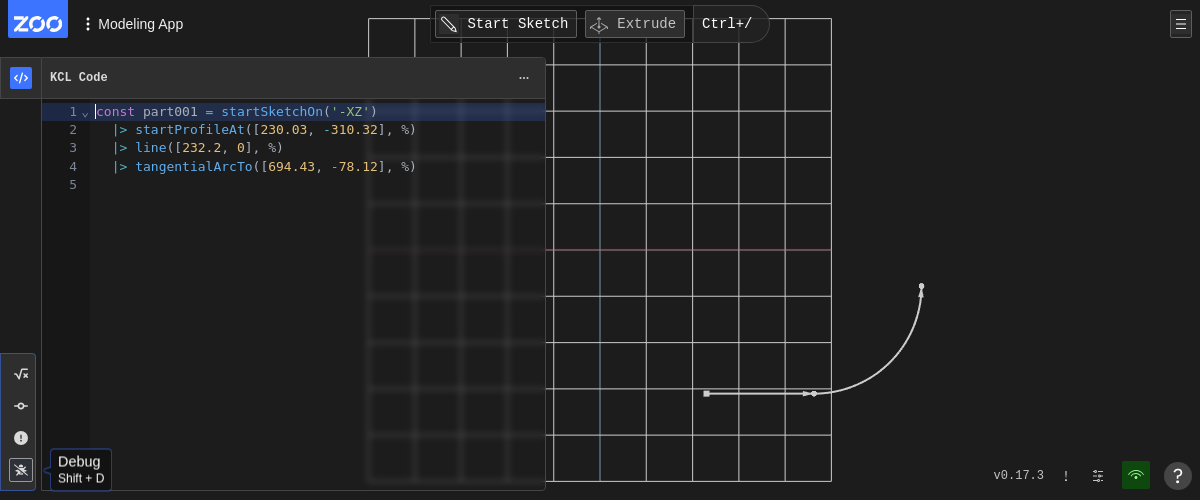 ZOO
Modeling App
Start Sketch
Extrude
Ctrl+/
KCL Code
...
1 const part001 = startSketchOn('-XZ')
2 |> startProfileAt([230.03, -310.32], %)
3 |> line([232.2, 0], %)
4 |> tangentialArcTo([694.43, -78.12], %)
5
Debug
Shift + D
v0.17.3
!
?